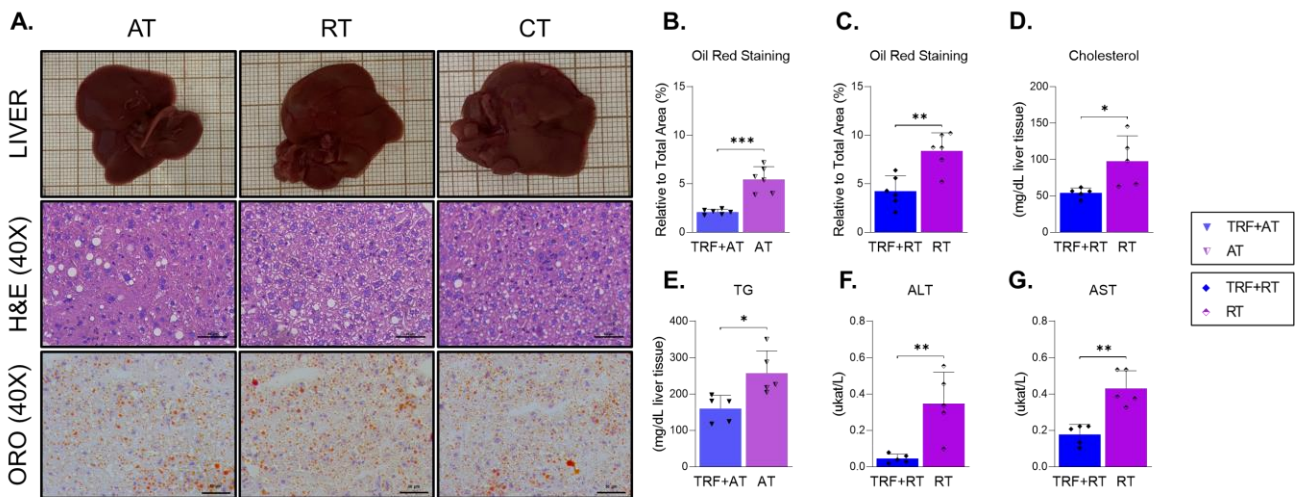 A.
AT
RT
CT
LIVER
H&E (40X)
ORO (40X)
B.
Oil Red Staining
Relative to Total Area (%)
15
10
5
0
***
TRF+AT
AT
C.
Oil Red Staining
Relative to Total Area (%)
15
10
5
0
**
TRF+RT
RT
D.
Cholesterol
(mg/dL liver tissue)
200
150
100
50
0
*
TRF+RT
RT
E.
TG
(mg/dL liver tissue)
400
300
200
100
0
*
TRF+AT
AT
F.
ALT
(ukat/L)
0.8
0.6
0.4
0.2
0.0
**
TRF+RT
RT
G.
AST
(ukat/L)
0.8
0.6
0.4
0.2
0.0
**
TRF+RT
RT
TRF+AT
AT
TRF+RT
RT